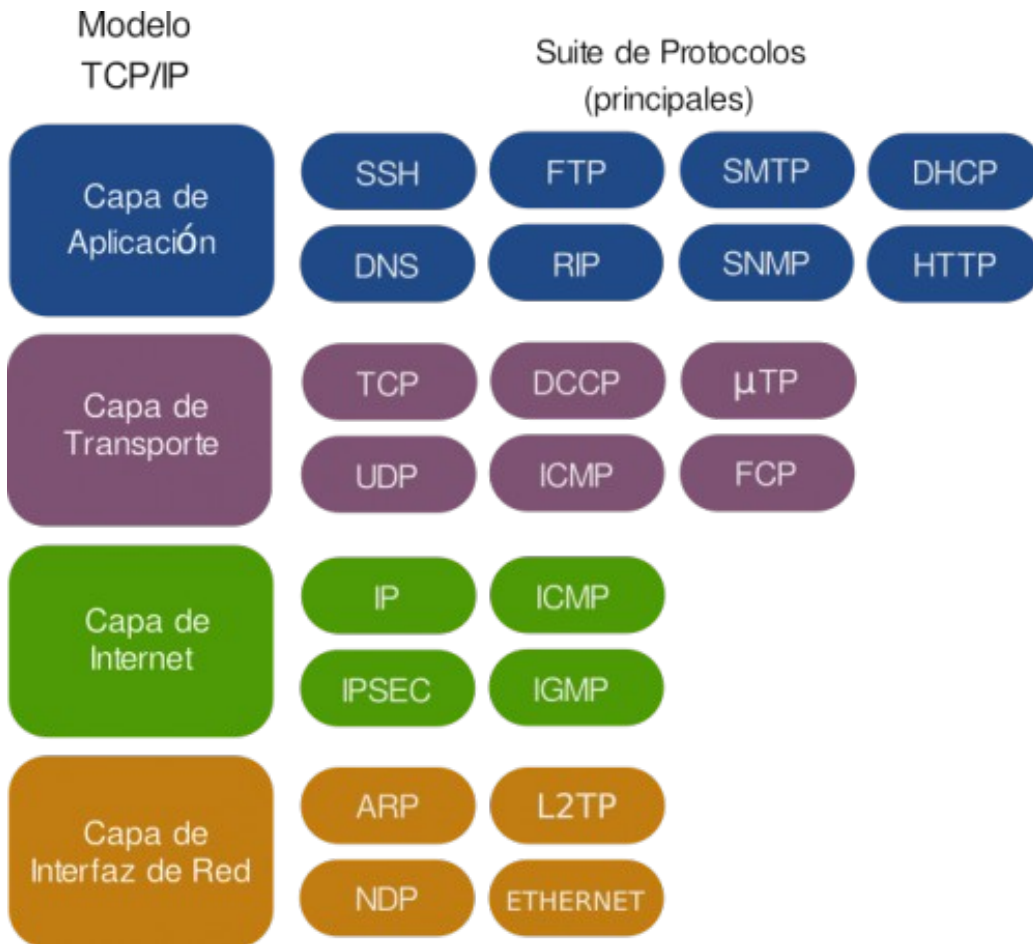 Modelo
TCP/IP
Suite de Protocolos
(principales)
Capa de
Aplicación
SSH
FTP
SMTP
DHCP
DNS
RIP
SNMP
HTTP
Capa de
Transporte
TCP
DCCP
µTP
UDP
ICMP
FCP
Capa de
Internet
IP
ICMP
IPSEC
IGMP
Capa de
Interfaz de Red
ARP
L2TP
NDP
ETHERNET